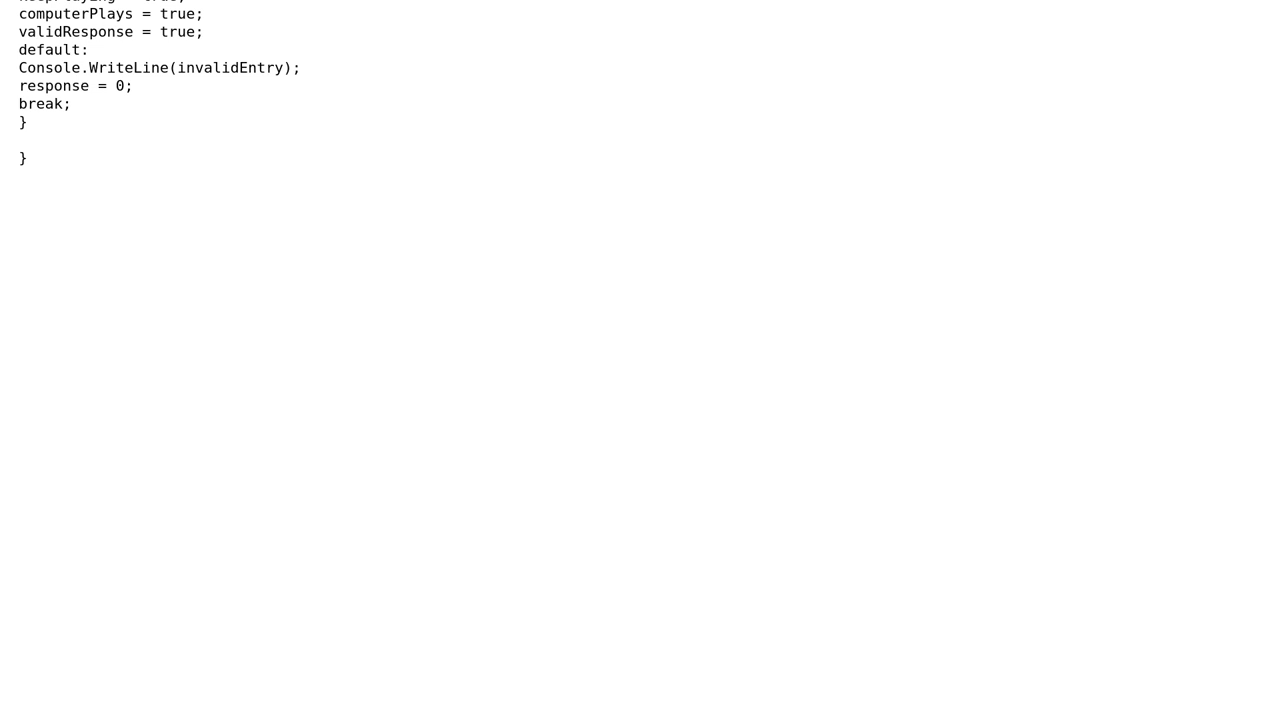 computerPlays = true;
validResponse = true;
default:
Console.WriteLine(invalidEntry);
response = 0;
break;
}
}